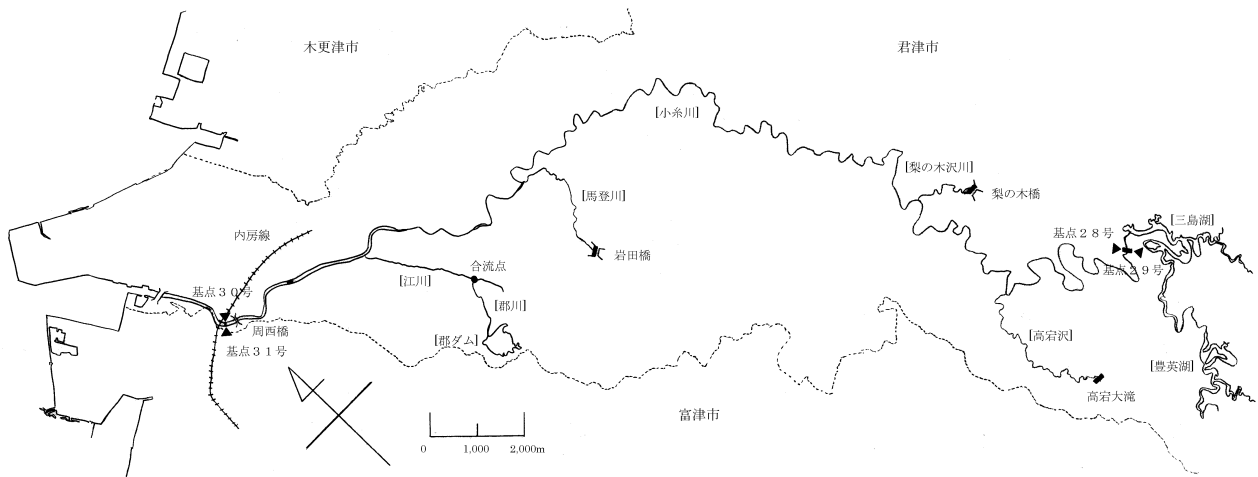 木更津市
君津市
[小糸川]
[梨の木沢川]
梨の木橋
[馬登川]
岩田橋
[三島湖]
基点２８号
基点２９号
内房線
[江川]
合流点
基点３０号
[郡川]
周西橋
[郡ダム]
基点３１号
[高宕沢]
[豊英湖]
高宕大滝
富津市
0 1,000 2,000m